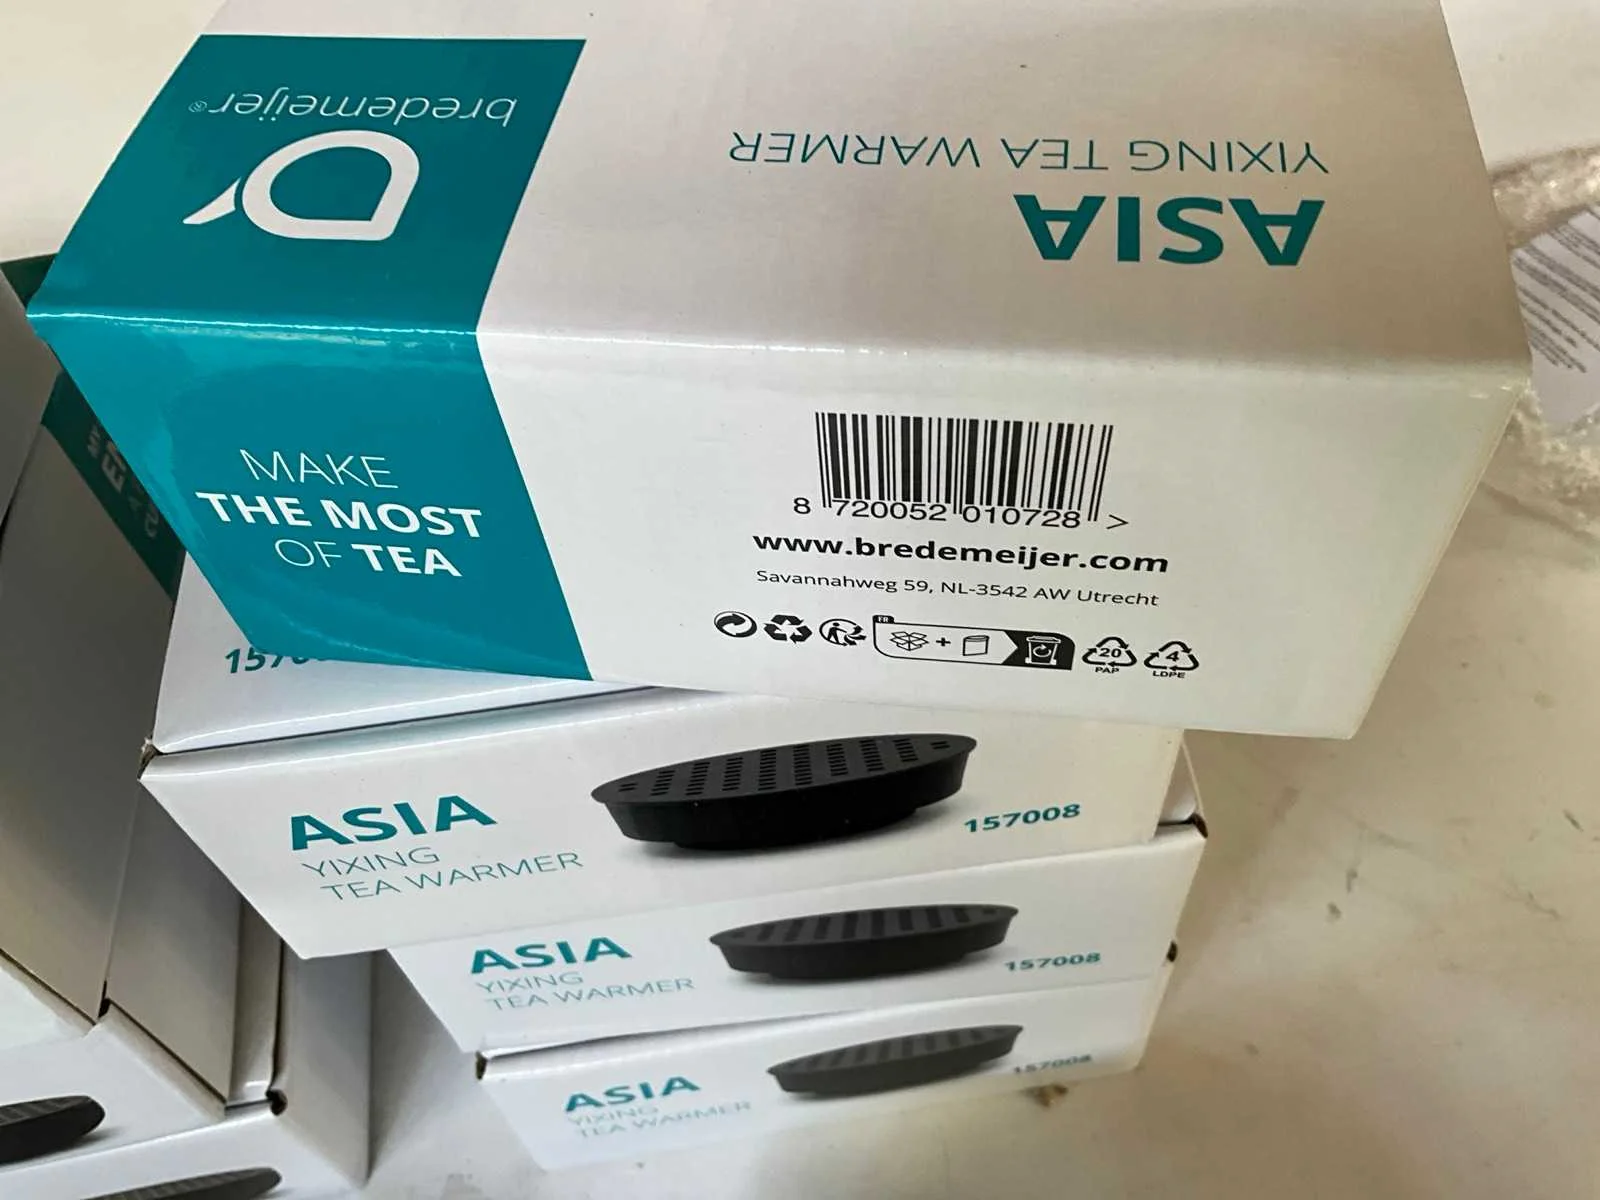 bredemeijer®
ASIA
YIXING TEA WARMER
MAKE
THE MOST
OF TEA
8 720052 010728 >
www.bredemeijer.com
Savannahweg 59, NL-3542 AW Utrecht
FR
20
PAP
4
LDPE
ASIA
YIXING
TEA WARMER
157008
ASIA
YIXING
TEA WARMER
157008
ASIA
YIXING
TEA WARMER
157008